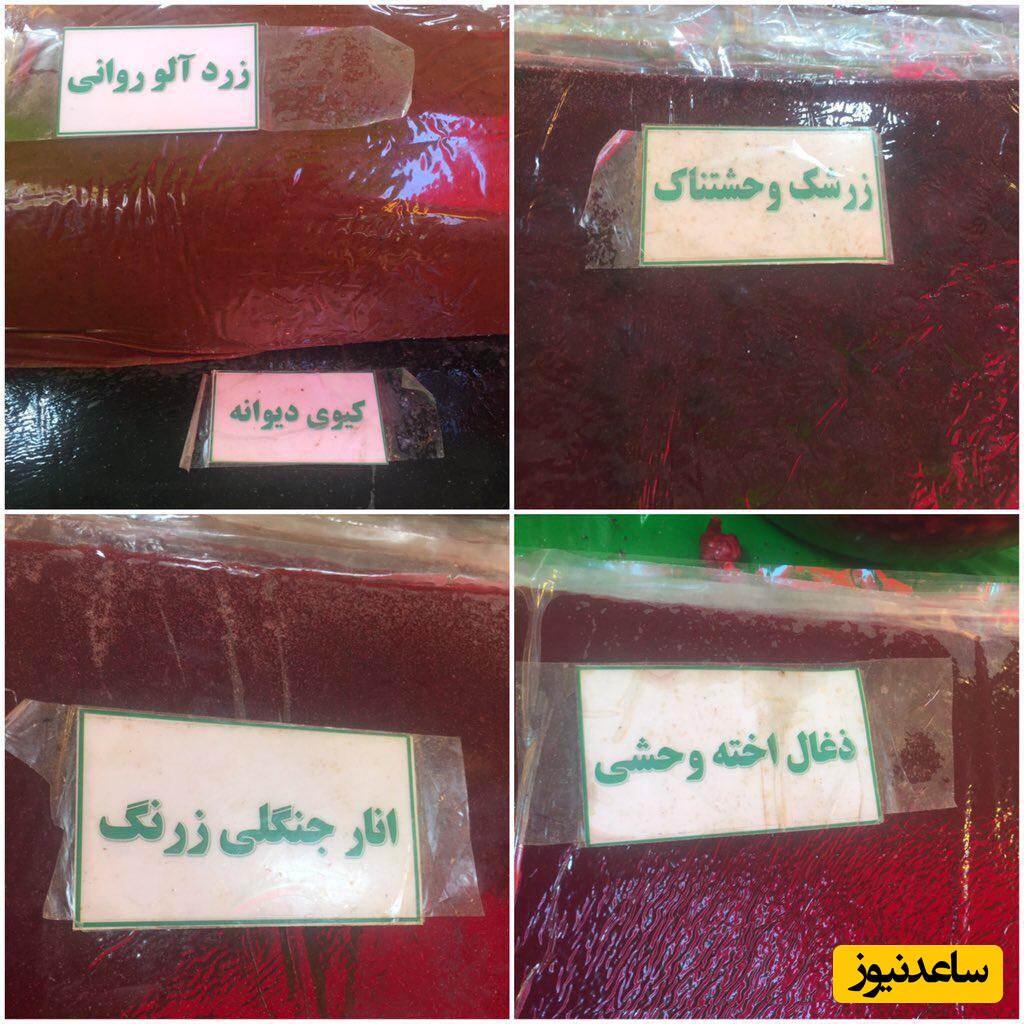 زرد آلو روانی
کیوی دیوانه
زرشک وحشتناک
انار جنگلی زرنگ
ذغال اخته وحشی
ساعدنیوز